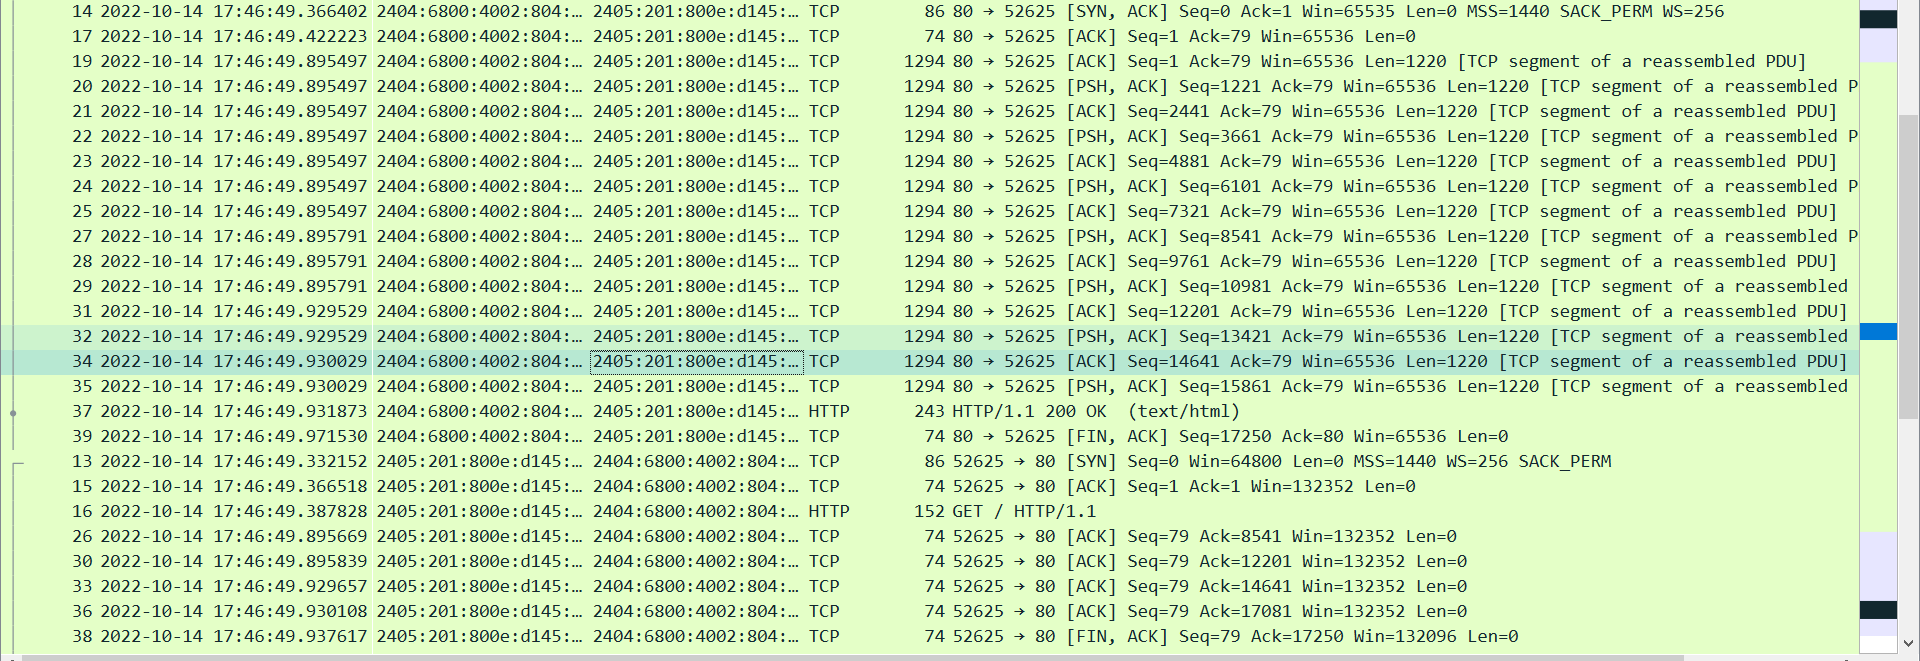 14 2022-10-14 17:46:49.366402 2404:6800:4002:804:… 2405:201:800e:d145:… TCP 86 80 → 52625 [SYN, ACK] Seq=0 Ack=1 Win=65535 Len=0 MSS=1440 SACK_PERM WS=256
17 2022-10-14 17:46:49.422223 2404:6800:4002:804:… 2405:201:800e:d145:… TCP 74 80 → 52625 [ACK] Seq=1 Ack=79 Win=65536 Len=0
19 2022-10-14 17:46:49.895497 2404:6800:4002:804:… 2405:201:800e:d145:… TCP 1294 80 → 52625 [ACK] Seq=1 Ack=79 Win=65536 Len=1220 [TCP segment of a reassembled PDU]
20 2022-10-14 17:46:49.895497 2404:6800:4002:804:… 2405:201:800e:d145:… TCP 1294 80 → 52625 [PSH, ACK] Seq=1221 Ack=79 Win=65536 Len=1220 [TCP segment of a reassembled P
21 2022-10-14 17:46:49.895497 2404:6800:4002:804:… 2405:201:800e:d145:… TCP 1294 80 → 52625 [ACK] Seq=2441 Ack=79 Win=65536 Len=1220 [TCP segment of a reassembled PDU]
22 2022-10-14 17:46:49.895497 2404:6800:4002:804:… 2405:201:800e:d145:… TCP 1294 80 → 52625 [PSH, ACK] Seq=3661 Ack=79 Win=65536 Len=1220 [TCP segment of a reassembled P
23 2022-10-14 17:46:49.895497 2404:6800:4002:804:… 2405:201:800e:d145:… TCP 1294 80 → 52625 [ACK] Seq=4881 Ack=79 Win=65536 Len=1220 [TCP segment of a reassembled PDU]
24 2022-10-14 17:46:49.895497 2404:6800:4002:804:… 2405:201:800e:d145:… TCP 1294 80 → 52625 [PSH, ACK] Seq=6101 Ack=79 Win=65536 Len=1220 [TCP segment of a reassembled P
25 2022-10-14 17:46:49.895497 2404:6800:4002:804:… 2405:201:800e:d145:… TCP 1294 80 → 52625 [ACK] Seq=7321 Ack=79 Win=65536 Len=1220 [TCP segment of a reassembled PDU]
27 2022-10-14 17:46:49.895791 2404:6800:4002:804:… 2405:201:800e:d145:… TCP 1294 80 → 52625 [PSH, ACK] Seq=8541 Ack=79 Win=65536 Len=1220 [TCP segment of a reassembled P
28 2022-10-14 17:46:49.895791 2404:6800:4002:804:… 2405:201:800e:d145:… TCP 1294 80 → 52625 [ACK] Seq=9761 Ack=79 Win=65536 Len=1220 [TCP segment of a reassembled PDU]
29 2022-10-14 17:46:49.895791 2404:6800:4002:804:… 2405:201:800e:d145:… TCP 1294 80 → 52625 [PSH, ACK] Seq=10981 Ack=79 Win=65536 Len=1220 [TCP segment of a reassembled
31 2022-10-14 17:46:49.929529 2404:6800:4002:804:… 2405:201:800e:d145:… TCP 1294 80 → 52625 [ACK] Seq=12201 Ack=79 Win=65536 Len=1220 [TCP segment of a reassembled PDU]
32 2022-10-14 17:46:49.929529 2404:6800:4002:804:… 2405:201:800e:d145:… TCP 1294 80 → 52625 [PSH, ACK] Seq=13421 Ack=79 Win=65536 Len=1220 [TCP segment of a reassembled
34 2022-10-14 17:46:49.930029 2404:6800:4002:804:… 2405:201:800e:d145:… TCP 1294 80 → 52625 [ACK] Seq=14641 Ack=79 Win=65536 Len=1220 [TCP segment of a reassembled PDU]
35 2022-10-14 17:46:49.930029 2404:6800:4002:804:… 2405:201:800e:d145:… TCP 1294 80 → 52625 [PSH, ACK] Seq=15861 Ack=79 Win=65536 Len=1220 [TCP segment of a reassembled
37 2022-10-14 17:46:49.931873 2404:6800:4002:804:… 2405:201:800e:d145:… HTTP 243 HTTP/1.1 200 OK (text/html)
39 2022-10-14 17:46:49.971530 2404:6800:4002:804:… 2405:201:800e:d145:… TCP 74 80 → 52625 [FIN, ACK] Seq=17250 Ack=80 Win=65536 Len=0
13 2022-10-14 17:46:49.332152 2405:201:800e:d145:… 2404:6800:4002:804:… TCP 86 52625 → 80 [SYN] Seq=0 Win=64800 Len=0 MSS=1440 WS=256 SACK_PERM
15 2022-10-14 17:46:49.366518 2405:201:800e:d145:… 2404:6800:4002:804:… TCP 74 52625 → 80 [ACK] Seq=1 Ack=1 Win=132352 Len=0
16 2022-10-14 17:46:49.387828 2405:201:800e:d145:… 2404:6800:4002:804:… HTTP 152 GET / HTTP/1.1
26 2022-10-14 17:46:49.895669 2405:201:800e:d145:… 2404:6800:4002:804:… TCP 74 52625 → 80 [ACK] Seq=79 Ack=8541 Win=132352 Len=0
30 2022-10-14 17:46:49.895839 2405:201:800e:d145:… 2404:6800:4002:804:… TCP 74 52625 → 80 [ACK] Seq=79 Ack=12201 Win=132352 Len=0
33 2022-10-14 17:46:49.929657 2405:201:800e:d145:… 2404:6800:4002:804:… TCP 74 52625 → 80 [ACK] Seq=79 Ack=14641 Win=132352 Len=0
36 2022-10-14 17:46:49.930108 2405:201:800e:d145:… 2404:6800:4002:804:… TCP 74 52625 → 80 [ACK] Seq=79 Ack=17081 Win=132352 Len=0
38 2022-10-14 17:46:49.937617 2405:201:800e:d145:… 2404:6800:4002:804:… TCP 74 52625 → 80 [FIN, ACK] Seq=79 Ack=17250 Win=132096 Len=0